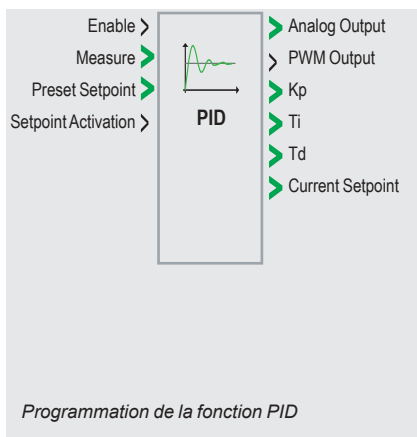 Enable
Measure
Preset Setpoint
Setpoint Activation
PID
Analog Output
PWM Output
Kp
Ti
Td
Current Setpoint
Programmation de la fonction PID